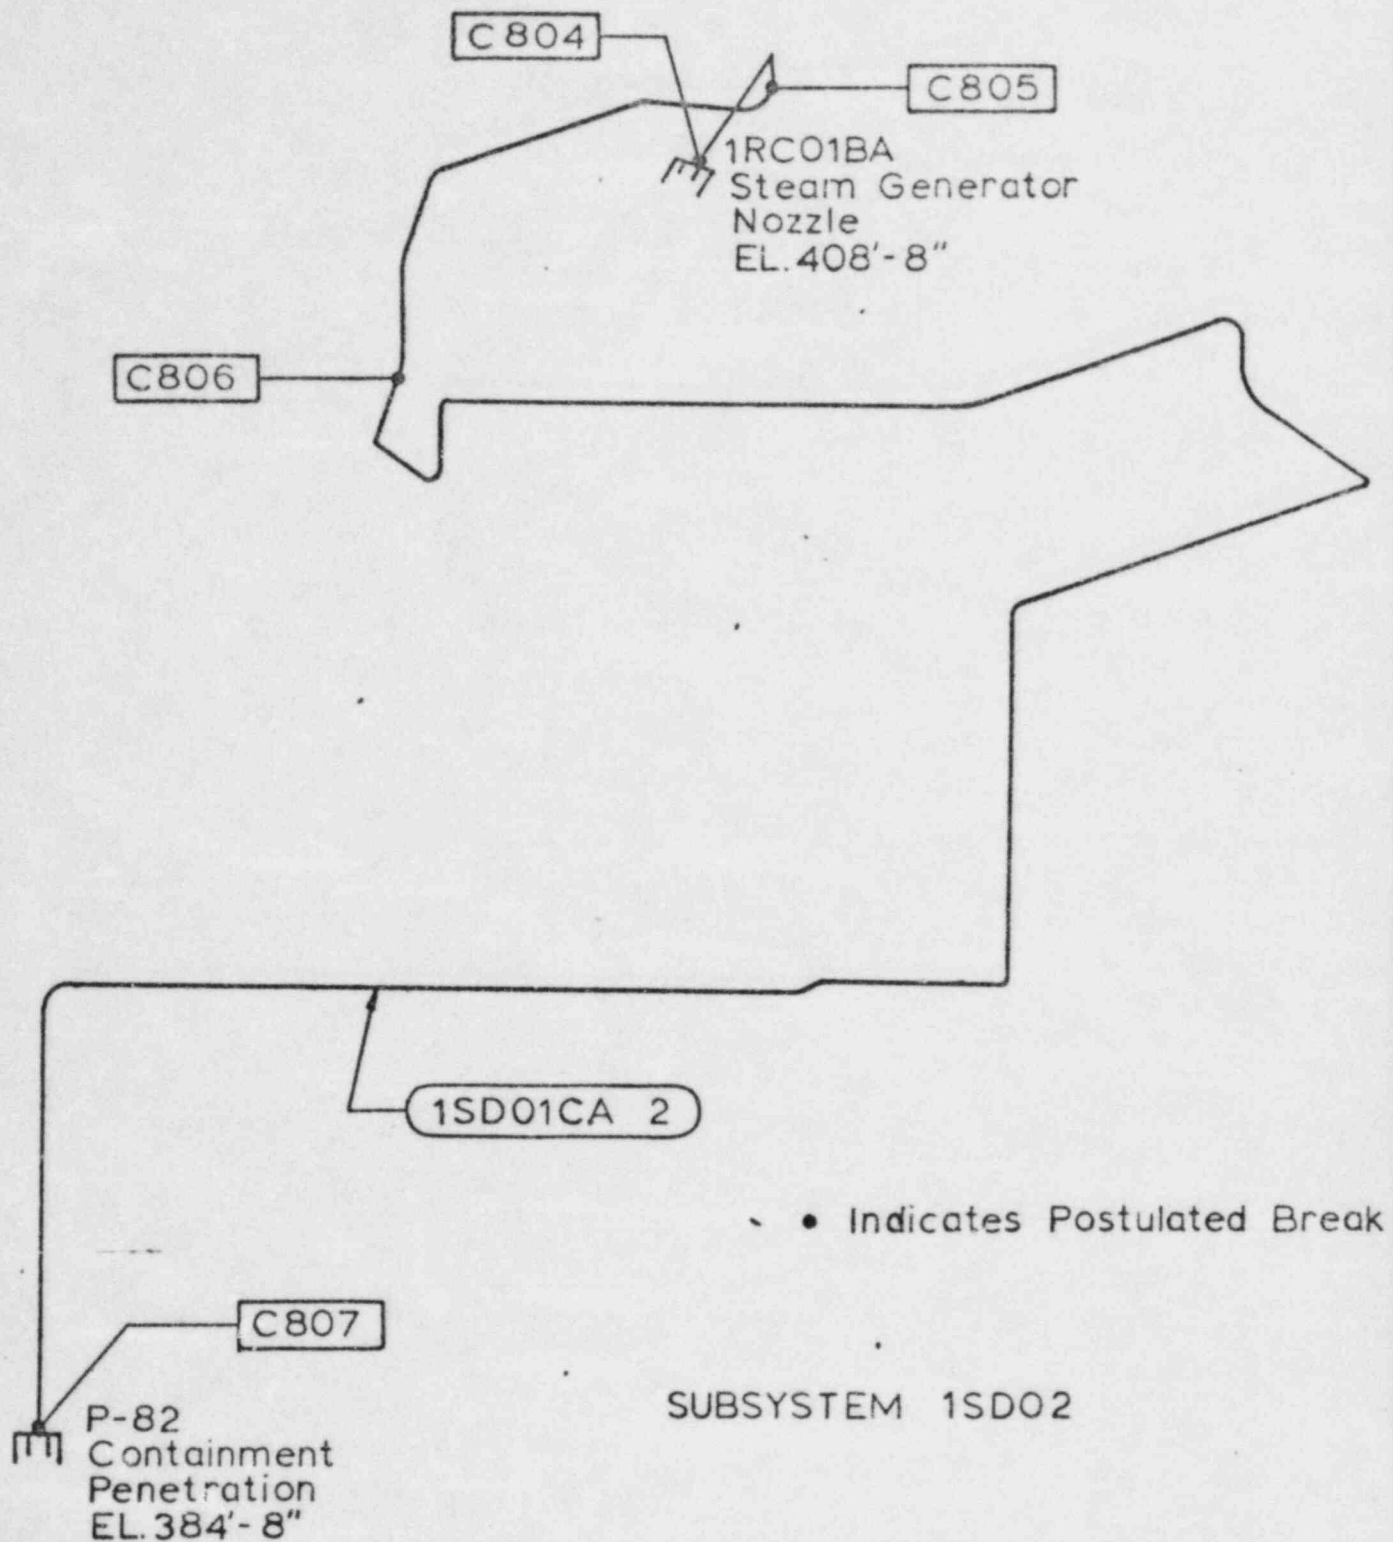 C804
C805
1RC01BA
Steam Generator
Nozzle
EL. 408'-8"
C806
1SD01CA 2
• Indicates Postulated Break
C807
SUBSYSTEM 1SD02
P-82
Containment
Penetration
EL. 384'-8"